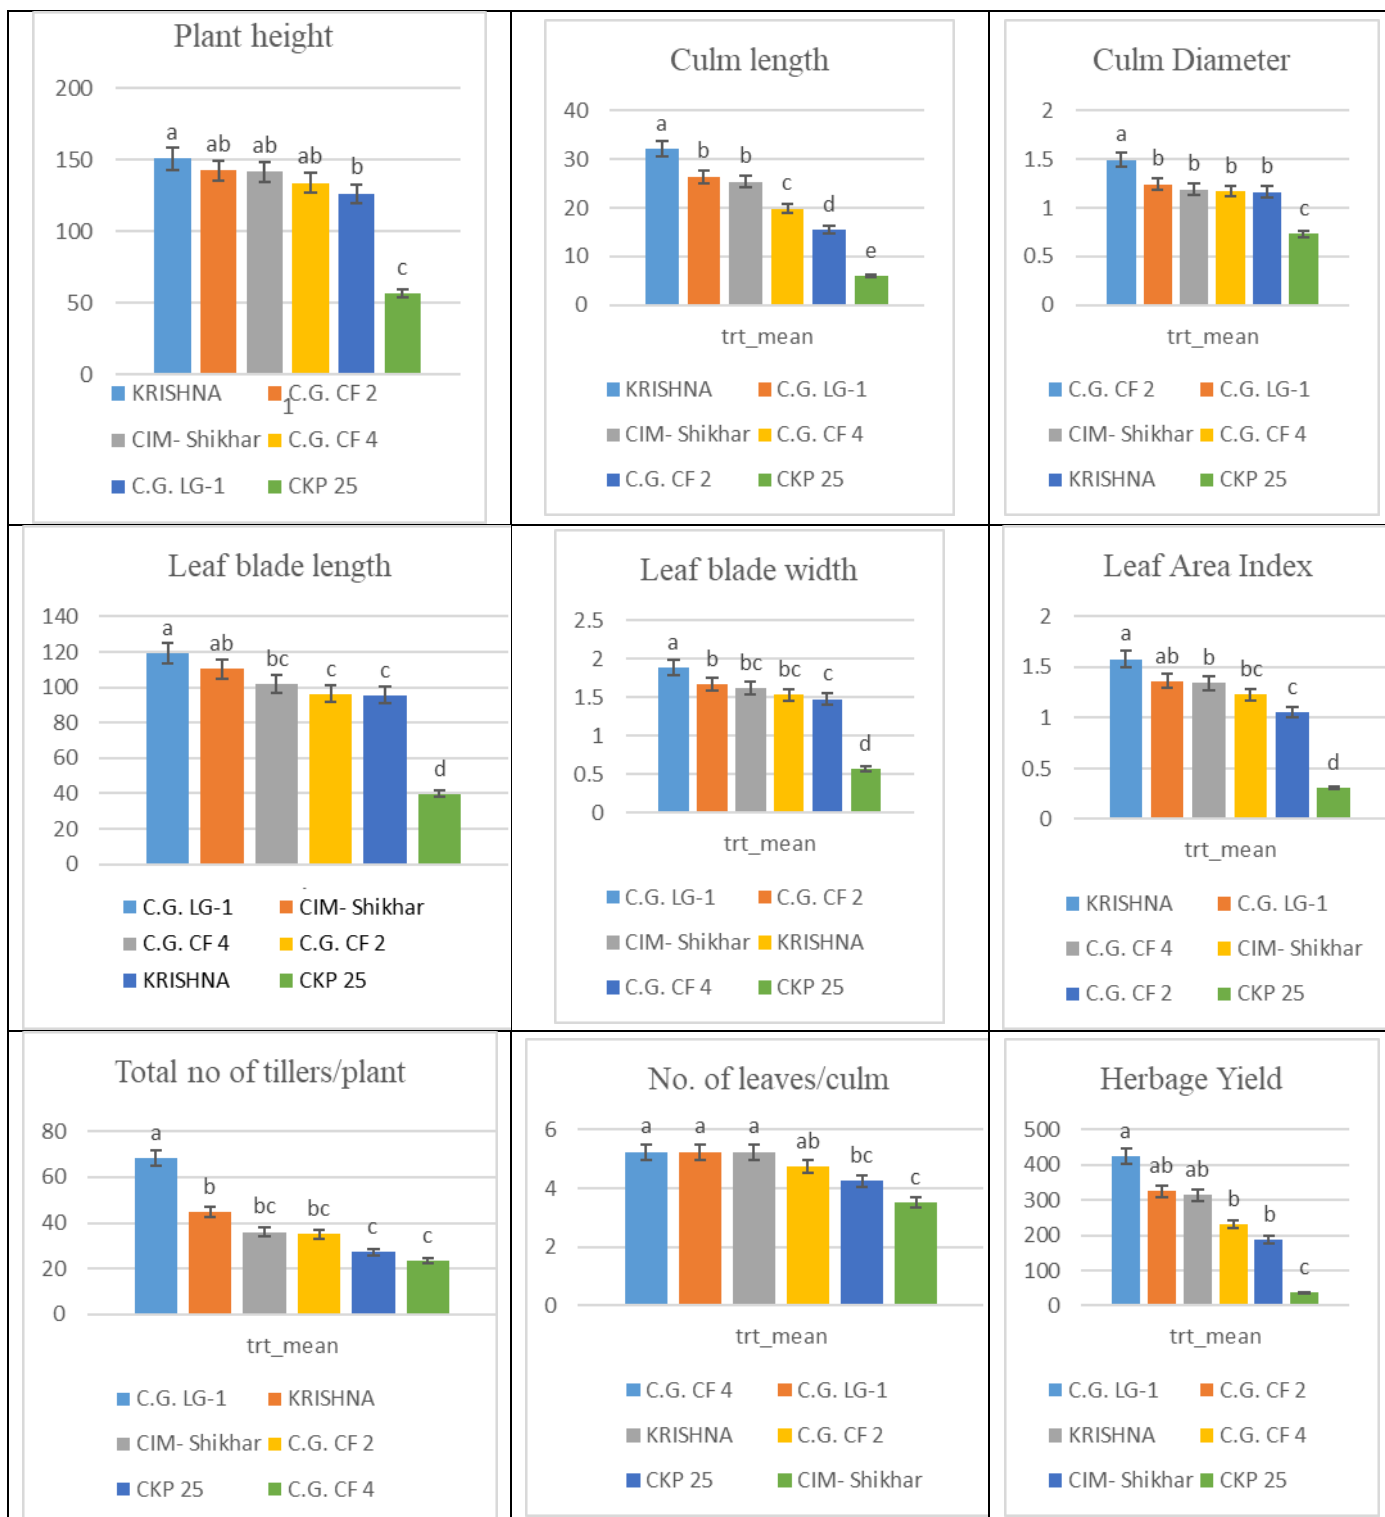 Plant height
200
a
ab
ab
ab
b
150
100
c
50
0
KRISHNA C.G. CF 2
1
CIM- Shikhar C.G. CF 4
C.G. LG-1 CKP 25
Culm length
40
a
b
b
30
c
d
20
e
10
0
trt_mean
KRISHNA C.G. LG-1
CIM- Shikhar C.G. CF 4
C.G. CF 2 CKP 25
Culm Diameter
2
a
b
b
b
b
1.5
c
1
0.5
0
trt_mean
C.G. CF 2 C.G. LG-1
CIM- Shikhar C.G. CF 4
KRISHNA CKP 25
Leaf blade length
140
a
ab
bc
c
c
120
100
80
d
60
40
20
0
C.G. LG-1 CIM- Shikhar
C.G. CF 4 C.G. CF 2
KRISHNA CKP 25
Leaf blade width
2.5
a
b
bc
bc
c
2
1.5
d
1
0.5
0
trt_mean
C.G. LG-1 C.G. CF 2
CIM- Shikhar KRISHNA
C.G. CF 4 CKP 25
Leaf Area Index
2
a
ab
b
bc
c
1.5
1
d
0.5
0
trt_mean
KRISHNA C.G. LG-1
C.G. CF 4 CIM- Shikhar
C.G. CF 2 CKP 25
Total no of tillers/plant
80
a
60
b
bc
bc
c
c
40
20
0
trt_mean
C.G. LG-1 KRISHNA
CIM- Shikhar C.G. CF 2
CKP 25 C.G. CF 4
No. of leaves/culm
6
a
a
a
ab
bc
c
4
2
0
trt_mean
C.G. CF 4 C.G. LG-1
KRISHNA C.G. CF 2
CKP 25 CIM- Shikhar
Herbage Yield
500
a
ab
ab
b
b
c
400
300
200
100
0
trt_mean
C.G. LG-1 C.G. CF 2
KRISHNA C.G. CF 4
CIM- Shikhar CKP 25